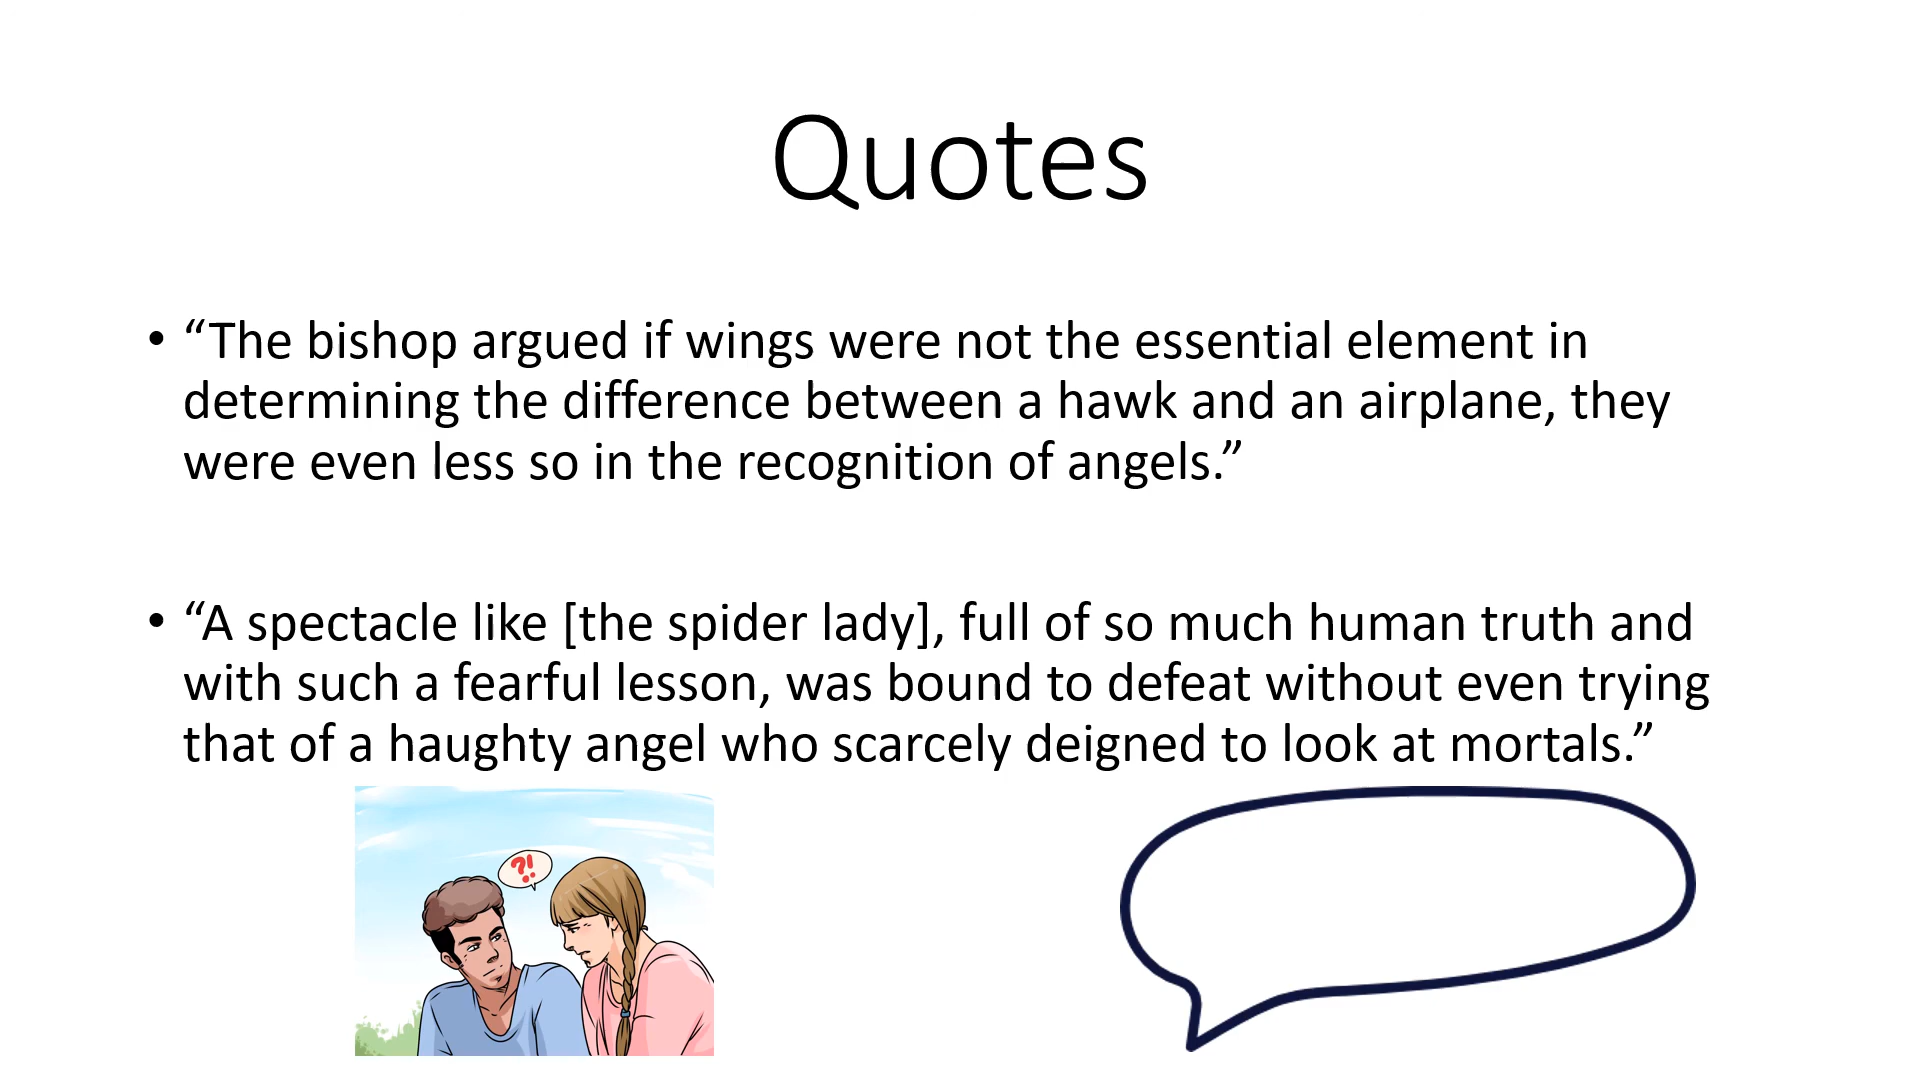 Quotes
• “The bishop argued if wings were not the essential element in
determining the difference between a hawk and an airplane, they
were even less so in the recognition of angels.”
• “A spectacle like [the spider lady], full of so much human truth and
with such a fearful lesson, was bound to defeat without even trying
that of a haughty angel who scarcely deigned to look at mortals.”
?!